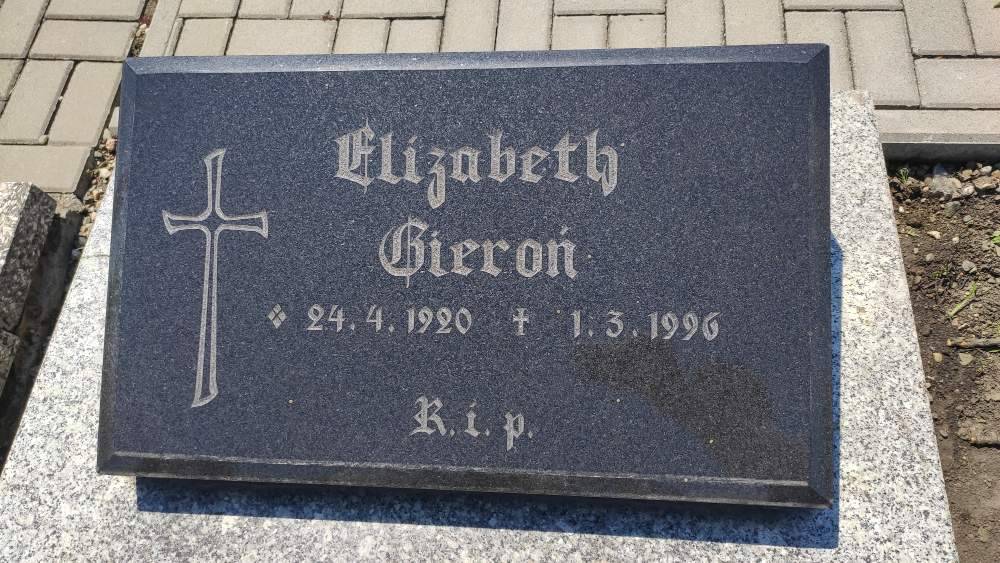 Elizabeth
Gieroń
❖ 24. 4. 1920 ✝ 1. 3. 1996
R. i. p.